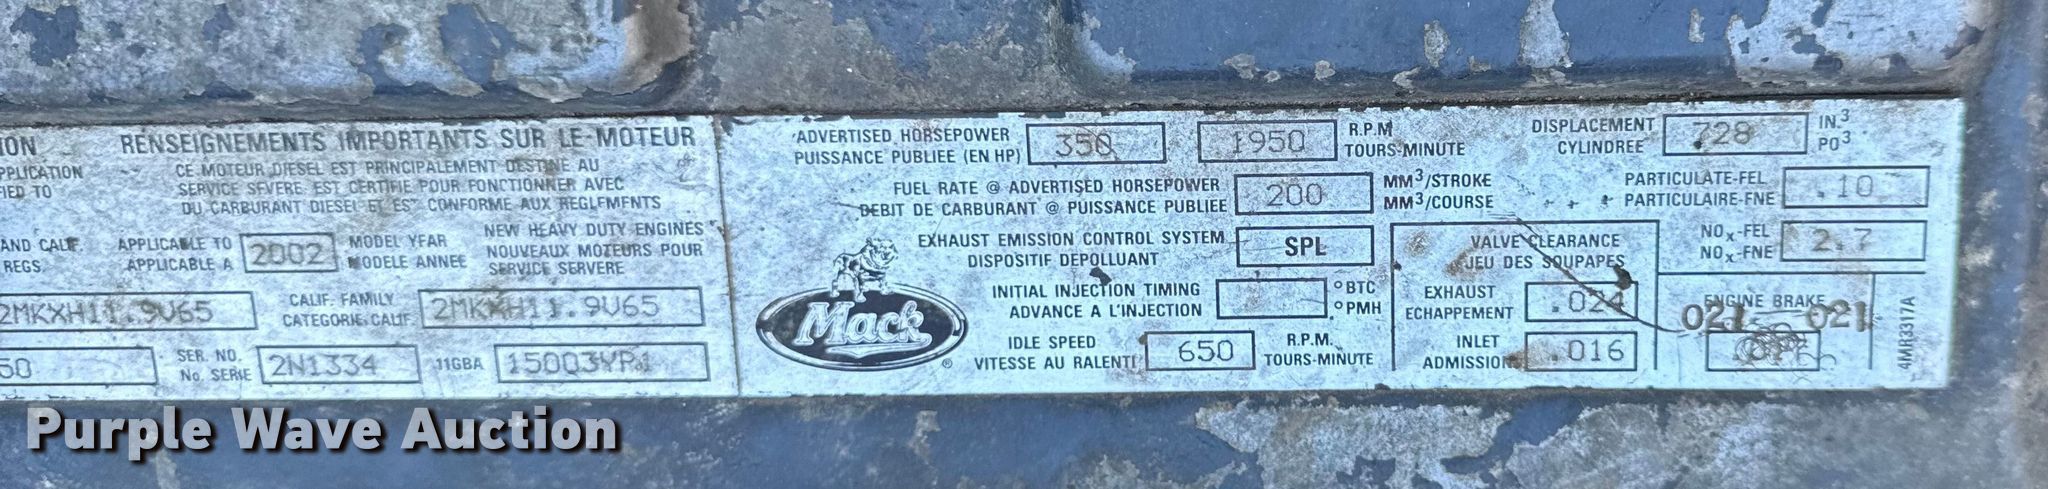 ION RENSEIGNEMENTS IMPORTANTS SUR LE MOTEUR
PPLICATION CE MOTEUR DIESEL EST PRINCIPALEMENT DESTINE AU
FIED TO SERVICE SEVERE, EST CERTIFIE POUR FONCTIONNER AVEC
DU CARBURANT DIESEL ET EST CONFORME AUX REGLEMENTS
AND CALIF. REGS.
APPLICABLE TO
APPLICABLE A
2002
MODEL YEAR
MODELE ANNEE
NEW HEAVY DUTY ENGINES
NOUVEAUX MOTEURS POUR
SERVICE SERVERE
2MKXH11.9V65
CALIF. FAMILY
CATEGORIE CALIF.
2MKXH11.9V65
50
SER. NO.
No. SERIE
2N1334
11GBA
ADVERTISED HORSEPOWER
PUISSANCE PUBLIEE (EN HP)
350
1950
R.P.M
TOURS-MINUTE
DISPLACEMENT
CYLINDREE
728
IN.3
PO3
FUEL RATE @ ADVERTISED HORSEPOWER
DEBIT DE CARBURANT @ PUISSANCE PUBLIEE
200
MM3/STROKE
MM3/COURSE
PARTICULATE-FEL
PARTICULAIRE-FNE
.10
EXHAUST EMISSION CONTROL SYSTEM
DISPOSITIF DEPOLLUANT
SPL
NOx-FEL
NOx-FNE
2.7
Mack
®
INITIAL INJECTION TIMING
ADVANCE A L'INJECTION
°BTC
°PMH
IDLE SPEED
VITESSE AU RALENTI
650
R.P.M.
TOURS-MINUTE
VALVE CLEARANCE
JEU DES SOUPAPES
EXHAUST
ECHAPPEMENT
.024
INLET
ADMISSION
.016
ENGINE BRAKE
021 021
4MR3317A
Purple Wave Auction